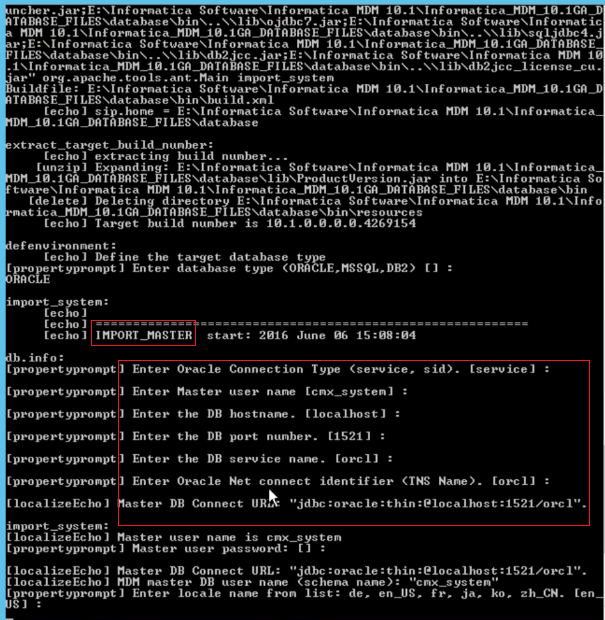 uncher.jar;E:\Informatica Software\Informatica MDM 10.1\Informatica_MDM_10.1GA_D
ATABASE_FILES\database\bin\..\\lib\ojdbc7.jar;E:\Informatica Software\Informatic
a MDM 10.1\Informatica_MDM_10.1GA_DATABASE_FILES\database\bin\..\\lib\sqljdbc4.j
ar;E:\Informatica Software\Informatica MDM 10.1\Informatica_MDM_10.1GA_DATABASE_
FILES\database\bin\..\\lib\db2jcc.jar;E:\Informatica Software\Informatica MDM 10
.1\Informatica_MDM_10.1GA_DATABASE_FILES\database\bin\..\\lib\db2jcc_license_cu.
jar" org.apache.tools.ant.Main import_system
Buildfile: E:\Informatica Software\Informatica MDM 10.1\Informatica_MDM_10.1GA_D
ATABASE_FILES\database\bin\build.xml
[echo] sip.home = E:\Informatica Software\Informatica MDM 10.1\Informatica_
MDM_10.1GA_DATABASE_FILES\database
extract_target_build_number:
[echo] extracting build number...
[unzip] Expanding: E:\Informatica Software\Informatica MDM 10.1\Informatica_
MDM_10.1GA_DATABASE_FILES\database\lib\ProductVersion.jar into E:\Informatica So
ftware\Informatica MDM 10.1\Informatica_MDM_10.1GA_DATABASE_FILES\database\bin
[delete] Deleting directory E:\Informatica Software\Informatica MDM 10.1\Info
rmatica_MDM_10.1GA_DATABASE_FILES\database\bin\resources
[echo] Target build number is 10.1.0.0.0.4269154
defenvironment:
[echo] Define the target database type
[propertyprompt] Enter database type (ORACLE,MSSQL,DB2) [] :
ORACLE
import_system:
[echo]
[echo] =======================================================
[echo] IMPORT_MASTER start: 2016 June 06 15:08:04
db.info:
[propertyprompt] Enter Oracle Connection Type (service, sid). [service] :
[propertyprompt] Enter Master user name [cmx_system] :
[propertyprompt] Enter the DB hostname. [localhost] :
[propertyprompt] Enter the DB port number. [1521] :
[propertyprompt] Enter the DB service name. [orcl] :
[propertyprompt] Enter Oracle Net connect identifier (TNS Name). [orcl] :
[localizeEcho] Master DB Connect URL: "jdbc:oracle:thin:@localhost:1521/orcl".
import_system:
[localizeEcho] Master user name is cmx_system
[propertyprompt] Master user password: [] :
[localizeEcho] Master DB Connect URL: "jdbc:oracle:thin:@localhost:1521/orcl".
[localizeEcho] MDM master DB user name (schema name): "cmx_system"
[propertyprompt] Enter locale name from list: de, en_US, fr, ja, ko, zh_CN. [en_
US] :